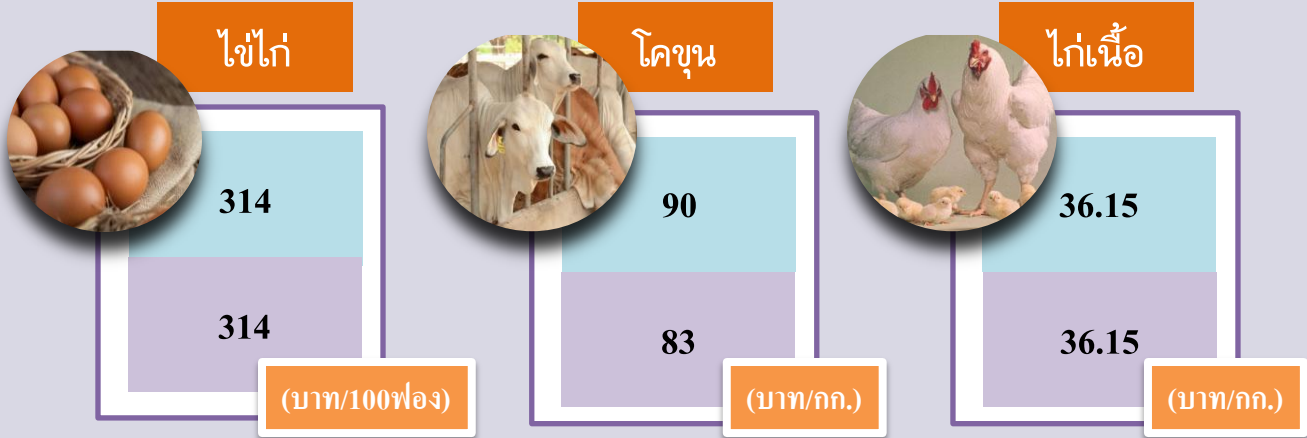 ไข่ไก่
314
314
(บาท/100ฟอง)
โคขุน
90
83
(บาท/กก.)
ไก่เนื้อ
36.15
36.15
(บาท/กก.)